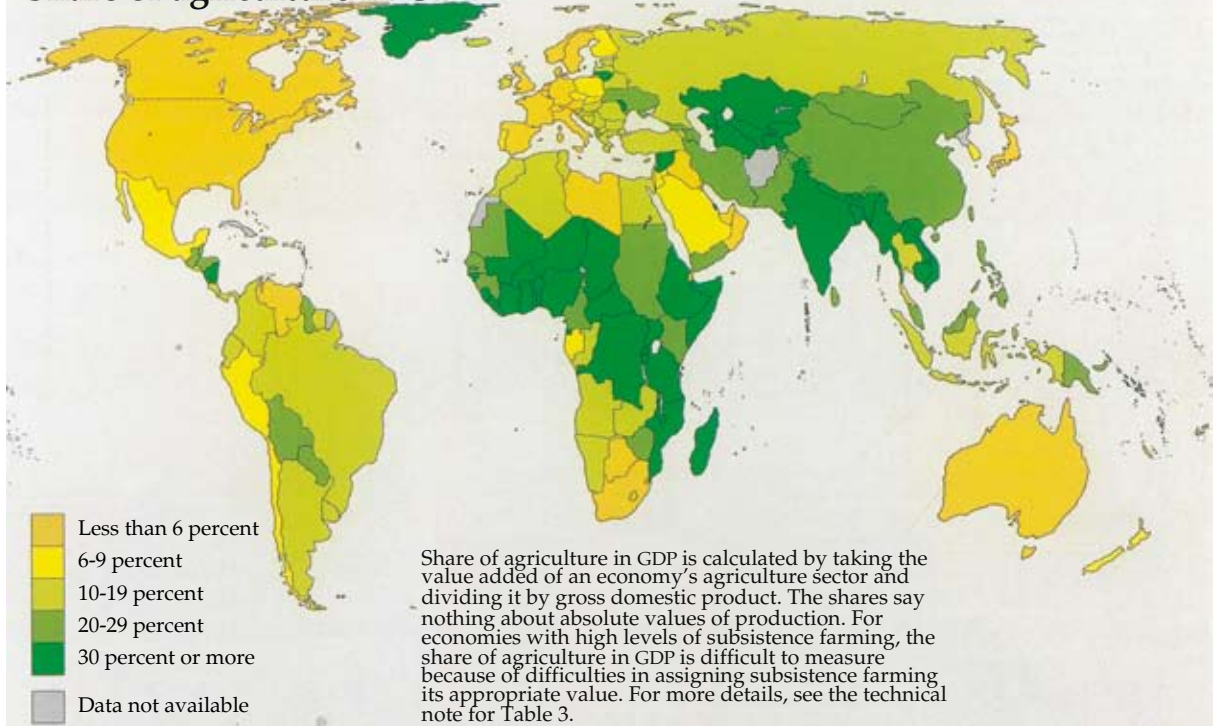 Share of agriculture
Less than 6 percent
6-9 percent
10-19 percent
20-29 percent
30 percent or more
Data not available
Share of agriculture in GDP is calculated by taking the
value added of an economy's agriculture sector and
dividing it by gross domestic product. The shares say
nothing about absolute values of production. For
economies with high levels of subsistence farming, the
share of agriculture in GDP is difficult to measure
because of difficulties in assigning subsistence farming
its appropriate value. For more details, see the technical
note for Table 3.